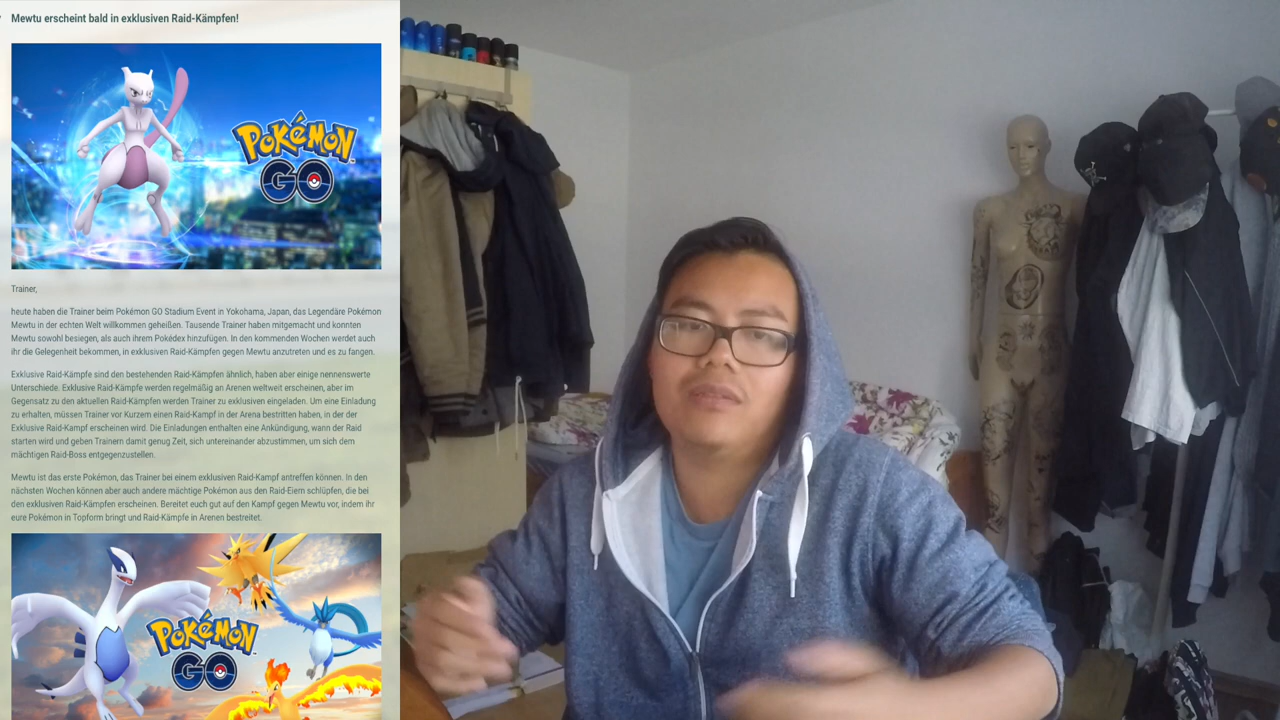 Mewtu erscheint bald in exklusiven Raid-Kämpfen!
POKÉMON
GO
Trainer,
heute haben die Trainer beim Pokémon GO Stadium Event in Yokohama, Japan, das Legendäre Pokémon
Mewtu in der echten Welt willkommen geheißen. Tausende Trainer haben mitgemacht und konnten
Mewtu sowohl besiegen, als auch ihrem Pokédex hinzufügen. In den kommenden Wochen werdet auch
ihr die Gelegenheit bekommen, in exklusiven Raid-Kämpfen gegen Mewtu anzutreten und es zu fangen.
Exklusive Raid-Kämpfe sind den bestehenden Raid-Kämpfen ähnlich, haben aber einige nennenswerte
Unterschiede. Exklusive Raid-Kämpfe werden regelmäßig an Arenen weltweit erscheinen, aber im
Gegensatz zu den aktuellen Raid-Kämpfen werden Trainer zu exklusiven eingeladen. Um eine Einladung
zu erhalten, müssen Trainer vor Kurzem einen Raid-Kampf in der Arena bestritten haben, in der der
Exklusive Raid-Kampf erscheinen wird. Die Einladungen enthalten eine Ankündigung, wann der Raid
starten wird und geben Trainern damit genug Zeit, sich untereinander abzustimmen, um sich dem
mächtigen Raid-Boss entgegenzustellen.
Mewtu ist das erste Pokémon, das Trainer bei einem exklusiven Raid-Kampf antreffen können. In den
nächsten Wochen können aber auch andere mächtige Pokémon aus den Raid-Eiern schlüpfen, die bei
den exklusiven Raid-Kämpfen erscheinen. Bereitet euch gut auf den Kampf gegen Mewtu vor, indem ihr
eure Pokémon in Topform bringt und Raid-Kämpfe in Arenen bestreitet.
POKÉMON
GO